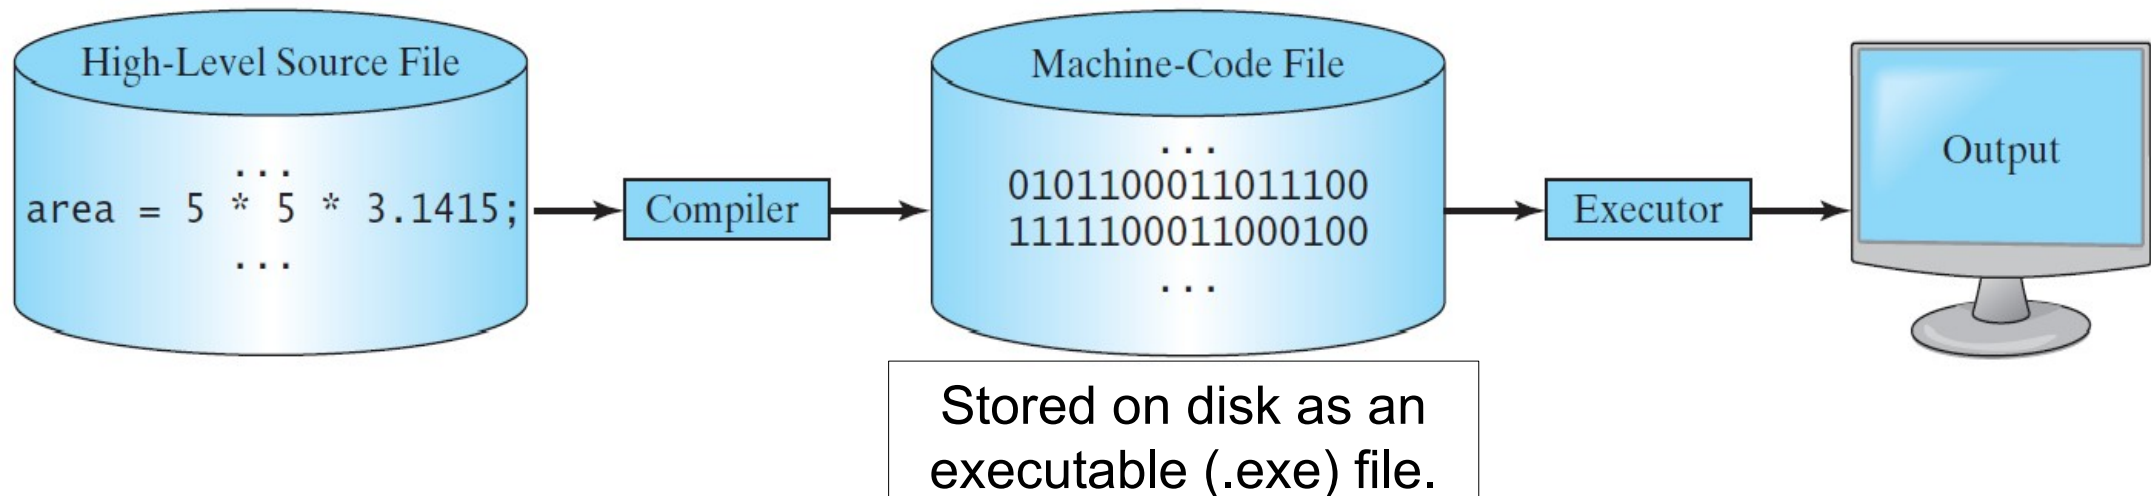 High-Level Source File
...
area = 5 * 5 * 3.1415;
...
Compiler
Machine-Code File
...
0101100011011100
1111100011000100
...
Executor
Output
Stored on disk as an
executable (.exe) file.